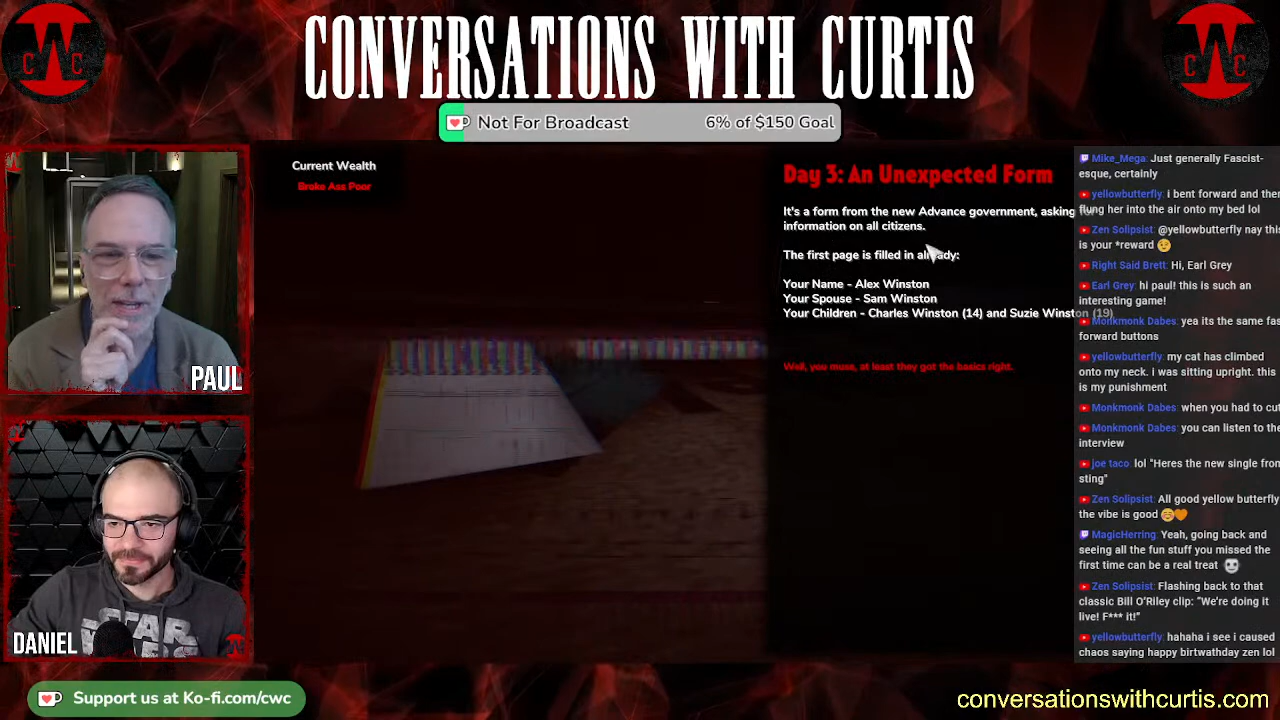 CONVERSATIONS WITH CURTIS
C W C
C W C
Not For Broadcast 6% of $150 Goal
Current Wealth
Broke Ass Poor
Day 3: An Unexpected Form
It's a form from the new Advance government, asking
information on all citizens.
The first page is filled in already:
Your Name - Alex Winston
Your Spouse - Sam Winston
Your Children - Charles Winston (14) and Suzie Winston (19)
Well, you muse, at least they got the basics right.
PAUL
DANIEL
STAR
WARS
Mike_Mega: Just generally Fascist-
esque, certainly
yellowbutterfly: i bent forward and then
flung her into the air onto my bed lol
Zen Solipsist: @yellowbutterfly nay this
is your *reward
Right Said Brett: Hi, Earl Grey
Earl Grey: hi paul! this is such an
interesting game!
Monkmonk Dabes: yea its the same fas
forward buttons
yellowbutterfly: my cat has climbed
onto my neck. i was sitting upright. this
is my punishment
Monkmonk Dabes: when you had to cut
Monkmonk Dabes: you can listen to the
interview
joe taco: lol "Heres the new single from
sting"
Zen Solipsist: All good yellow butterfly
the vibe is good
MagicHerring: Yeah, going back and
seeing all the fun stuff you missed the
first time can be a real treat
Zen Solipsist: Flashing back to that
classic Bill O'Riley clip: "We're doing it
live! F*** it!"
yellowbutterfly: hahaha i see i caused
chaos saying happy birtwathday zen lol
Support us at Ko-fi.com/cwc
conversationswithcurtis.com